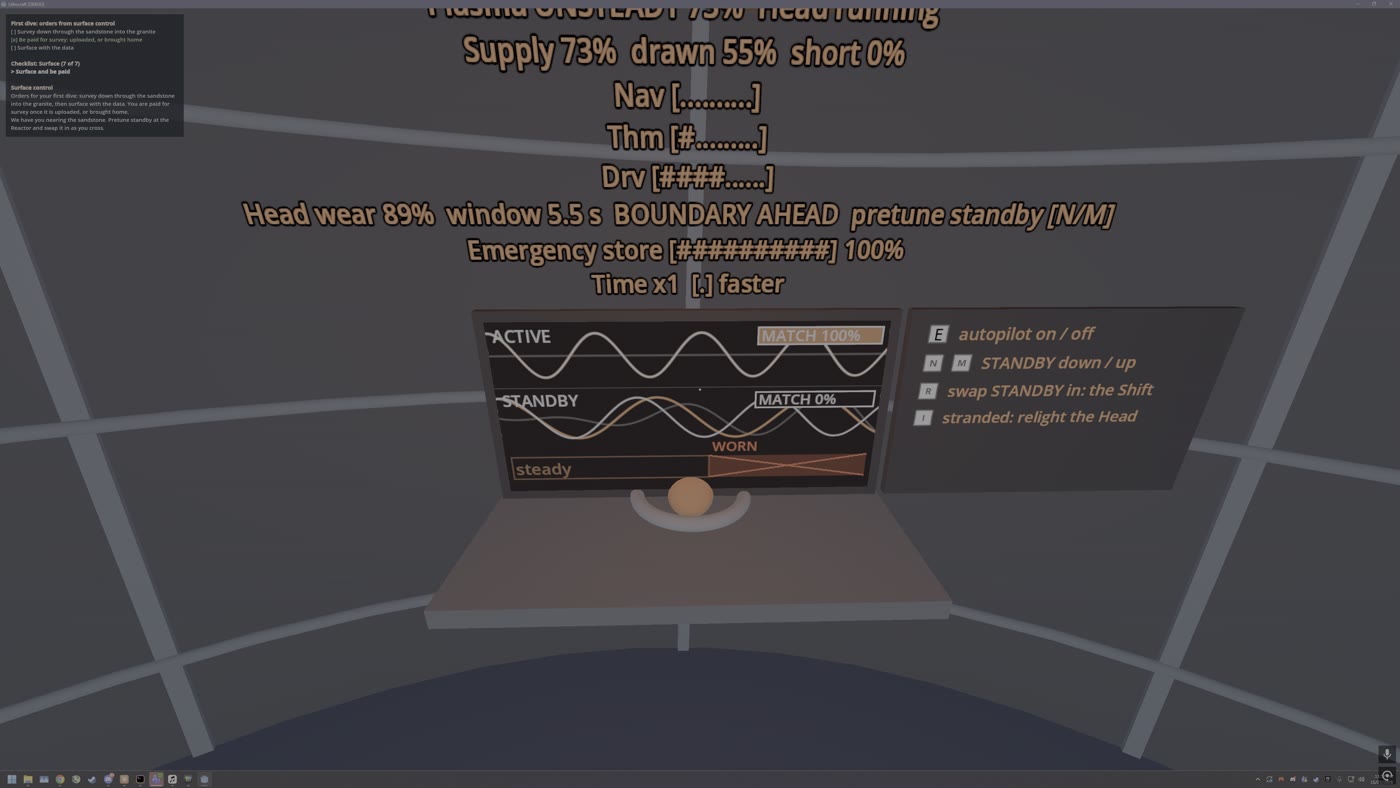 First dive: orders from surface control
[ ] Survey down through the sandstone into the granite
[x] Be paid for survey: uploaded, or brought home
[ ] Surface with the data
Checklist: Surface (7 of 7)
> Surface and be paid
Surface control
Orders for your first dive: survey down through the sandstone
into the granite, then surface with the data. You are paid for
survey once it is uploaded, or brought home.
We have you nearing the sandstone. Pretune standby at the
Reactor and swap it in as you cross.
Plasma UNSTEADY 73% Head running
Supply 73% drawn 55% short 0%
Nav [..........]
Thm [#.........]
Drv [####......]
Head wear 89% window 5.5 s BOUNDARY AHEAD pretune standby [N/M]
Emergency store [##########] 100%
Time x1 [.] faster
ACTIVE
MATCH 100%
STANDBY
MATCH 0%
WORN
steady
E autopilot on / off
N M STANDBY down / up
R swap STANDBY in: the Shift
I stranded: relight the Head